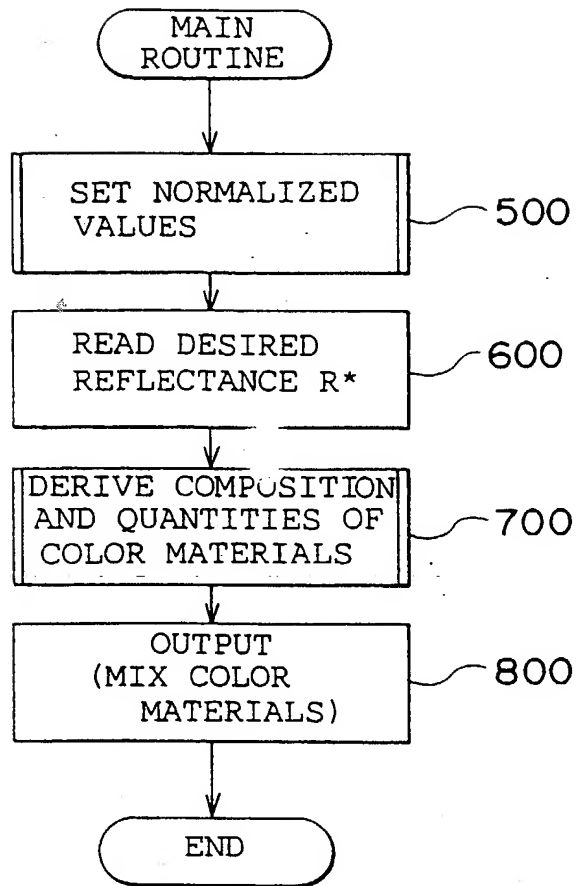 MAIN
ROUTINE
SET NORMALIZED
VALUES
500
READ DESIRED
REFLECTANCE R*
600
DERIVE COMPOSITION
AND QUANTITIES OF
COLOR MATERIALS
700
OUTPUT
(MIX COLOR
MATERIALS)
800
END